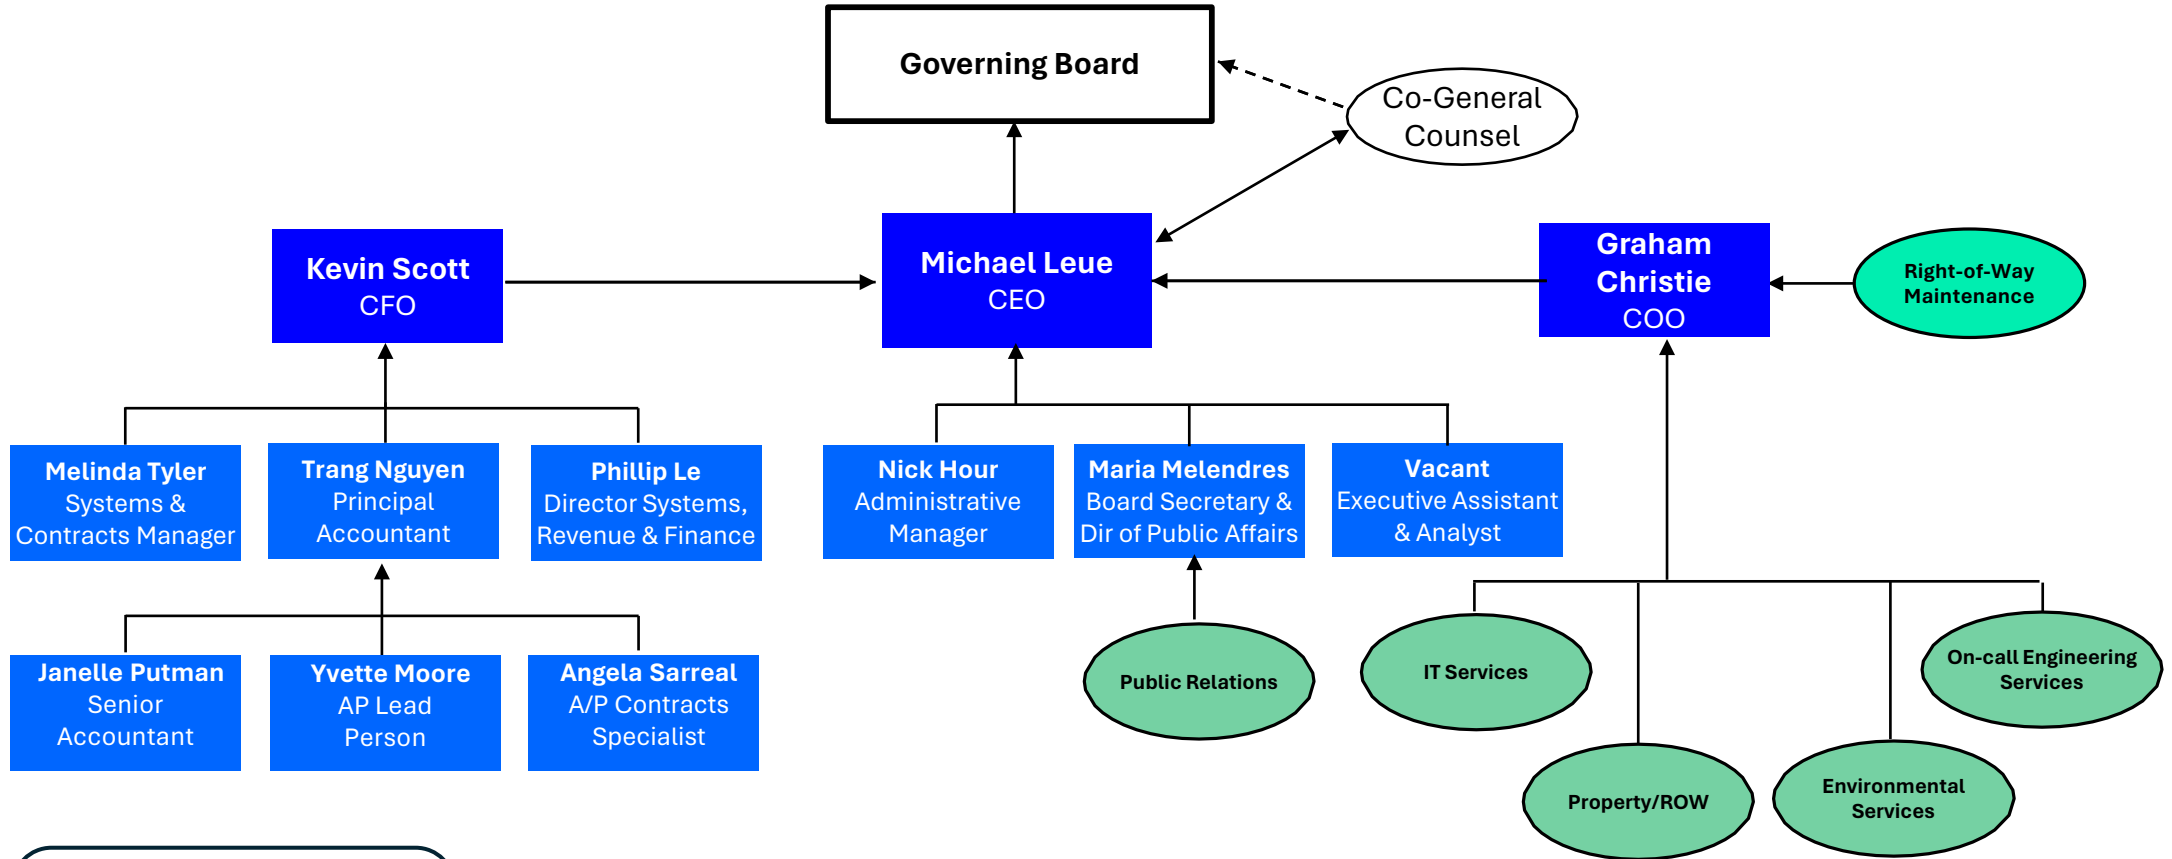 Governing Board
Co-General
Counsel
Kevin Scott
CFO
Michael Leue
CEO
Graham
Christie
COO
Right-of-Way
Maintenance
Melinda Tyler
Systems &
Contracts Manager
Trang Nguyen
Principal
Accountant
Phillip Le
Director Systems,
Revenue & Finance
Nick Hour
Administrative
Manager
Maria Melendres
Board Secretary &
Dir of Public Affairs
Vacant
Executive Assistant
& Analyst
Janelle Putman
Senior
Accountant
Yvette Moore
AP Lead
Person
Angela Sarreal
A/P Contracts
Specialist
Public Relations
IT Services
On-call Engineering
Services
Property/ROW
Environmental
Services